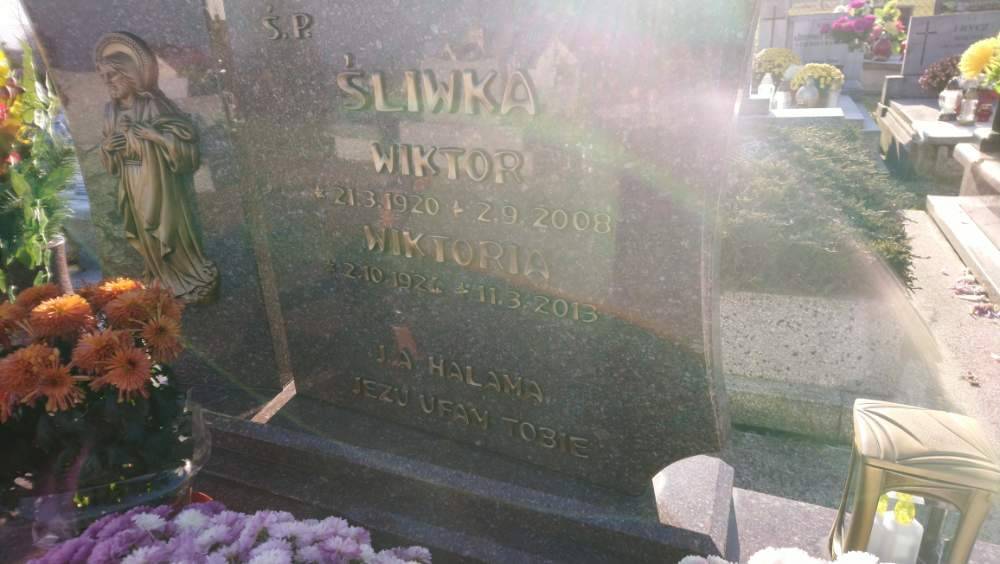 Ś.P.
ŚLIWKA
WIKTOR
* 21.3.1920 + 2.9.2008
WIKTORIA
* 2.10.1924 + 11.3.2013
J.A HALAMA
JEZU UFAM TOBIE